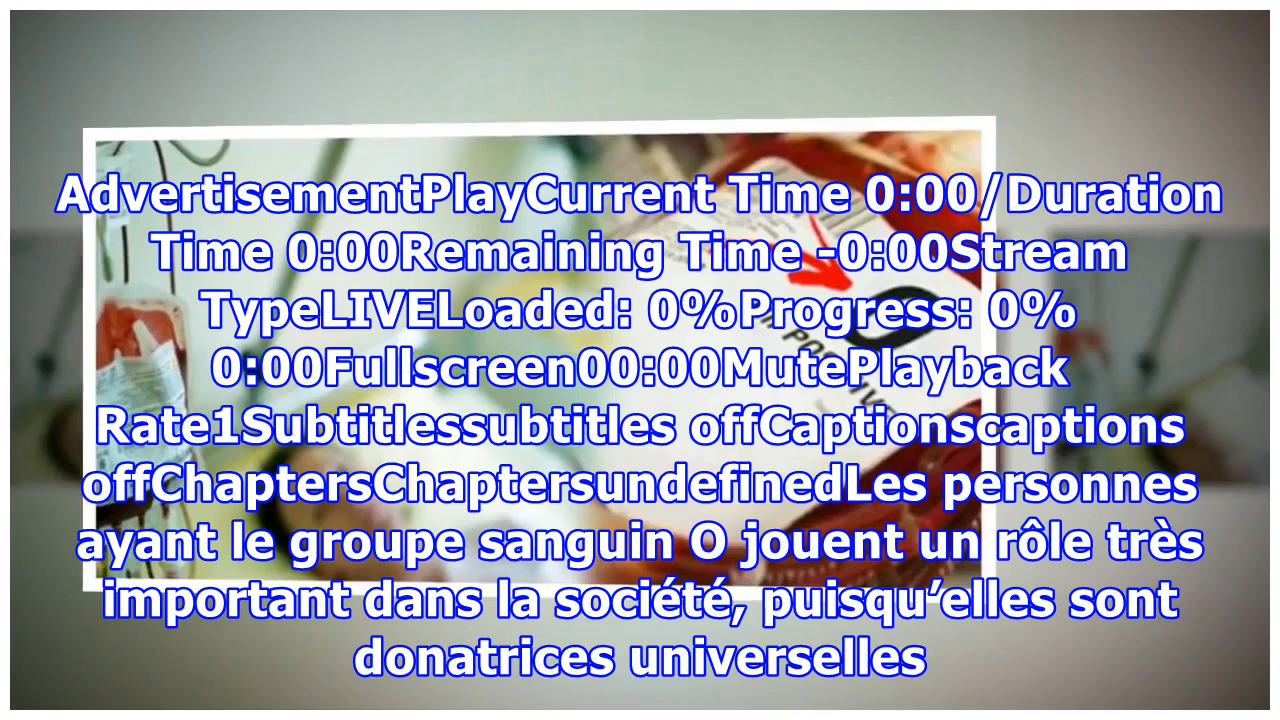 AdvertisementPlayCurrent Time 0:00/Duration
Time 0:00Remaining Time -0:00Stream
TypeLIVELoaded: 0%Progress: 0%
0:00Fullscreen00:00MutePlayback
Rate1Subtitlessubtitles offCaptionscaptions
offChaptersChaptersundefinedLes personnes
ayant le groupe sanguin O jouent un rôle très
important dans la société, puisqu’elles sont
donatrices universelles